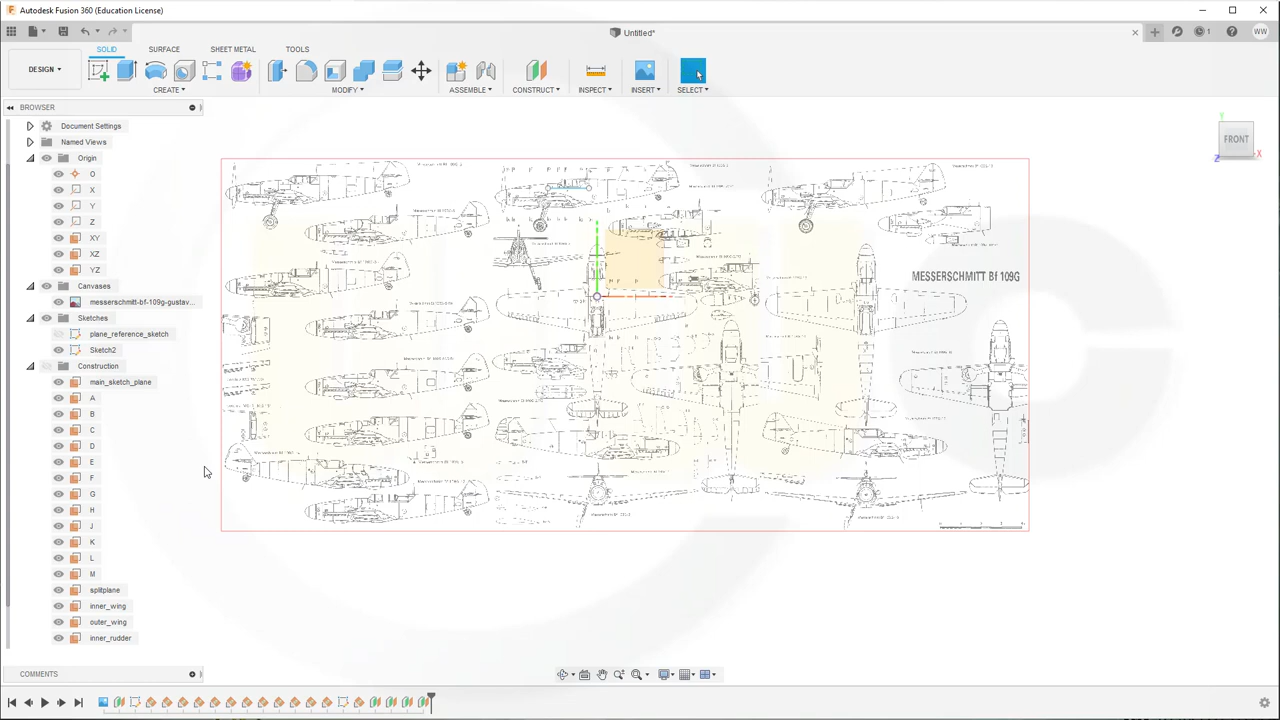 Autodesk Fusion 360 (Education License)
Untitled*
1
WW
SOLID
SURFACE
SHEET METAL
TOOLS
DESIGN
CREATE
MODIFY
ASSEMBLE
CONSTRUCT
INSPECT
INSERT
SELECT
BROWSER
Document Settings
Named Views
Origin
O
X
Y
Z
XY
XZ
YZ
Canvases
messerschmitt-bf-109g-gustav...
Sketches
plane_reference_sketch
Sketch2
Construction
main_sketch_plane
A
B
C
D
E
F
G
H
J
K
L
M
splitplane
inner_wing
outer_wing
inner_rudder
COMMENTS
Y
FRONT
X
Z
MESSERSCHMITT Bf 109G